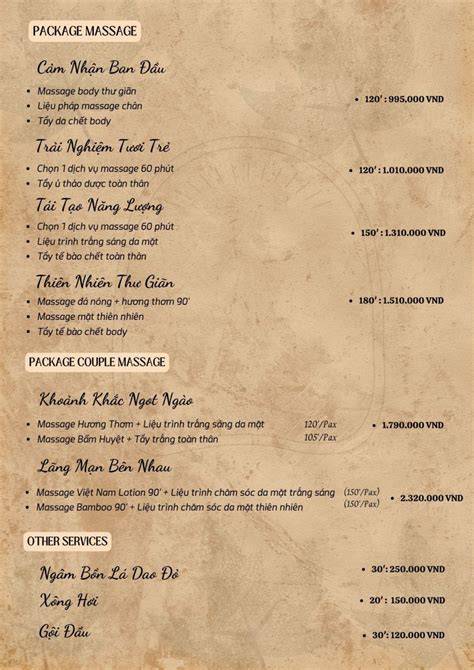 PACKAGE MASSAGE
Cảm Nhận Ban Đầu
• Massage body thư giãn
• Liệu pháp massage chân
• Tẩy da chết body
• 120' : 995.000 VND
Trải Nghiệm Tươi Trẻ
• Chọn 1 dịch vụ massage 60 phút
• Tẩy ủ thảo dược toàn thân
• 120' : 1.010.000 VND
Tái Tạo Năng Lượng
• Chọn 1 dịch vụ massage 60 phút
• Liệu trình trắng sáng da mặt
• Tẩy tế bào chết toàn thân
• 150' : 1.310.000 VND
Thiên Nhiên Thư Giãn
• Massage đá nóng + hương thơm 90'
• Massage mặt thiên nhiên
• Tẩy tế bào chết body
• 180' : 1.510.000 VND
PACKAGE COUPLE MASSAGE
Khoảnh Khắc Ngọt Ngào
• Massage Hương Thơm + Liệu trình trắng sáng da mặt 120'/Pax
• Massage Bấm Huyệt + Tẩy trắng toàn thân 105'/Pax
• 1.790.000 VND
Lãng Mạn Bên Nhau
• Massage Việt Nam Lotion 90' + Liệu trình chăm sóc da mặt trắng sáng (150'/Pax)
• Massage Bamboo 90' + Liệu trình chăm sóc da mặt thiên nhiên (150'/Pax)
• 2.320.000 VND
OTHER SERVICES
Ngâm Bồn Lá Dao Đỏ • 30': 250.000 VND
Xông Hơi • 20' : 150.000 VND
Gội Đầu • 30': 120.000 VND